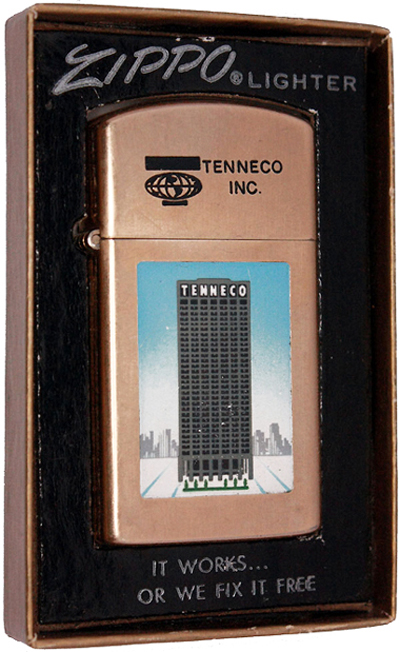 ZIPPO® LIGHTER
TENNECO
INC.
TENNECO
IT WORKS...
OR WE FIX IT FREE